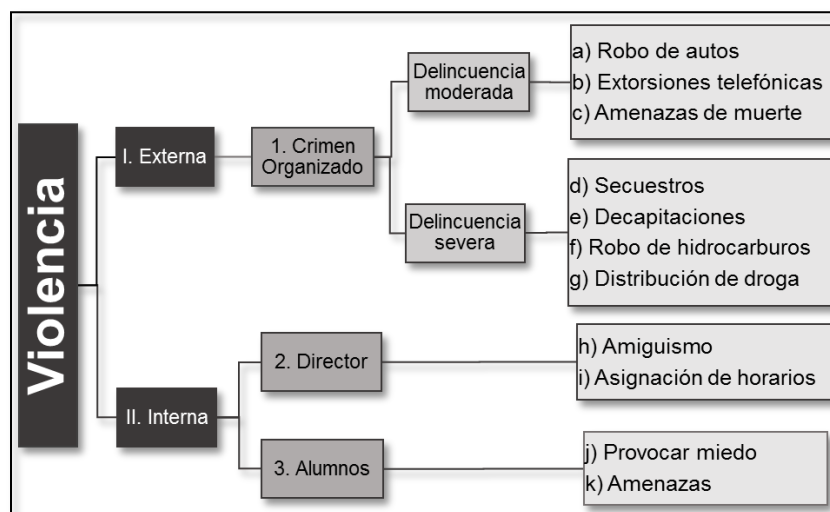 Violencia
I. Externa
1. Crimen
Organizado
Delincuencia
moderada
a) Robo de autos
b) Extorsiones telefónicas
c) Amenazas de muerte
Delincuencia
severa
d) Secuestros
e) Decapitaciones
f) Robo de hidrocarburos
g) Distribución de droga
II. Interna
2. Director
h) Amiguismo
i) Asignación de horarios
3. Alumnos
j) Provocar miedo
k) Amenazas